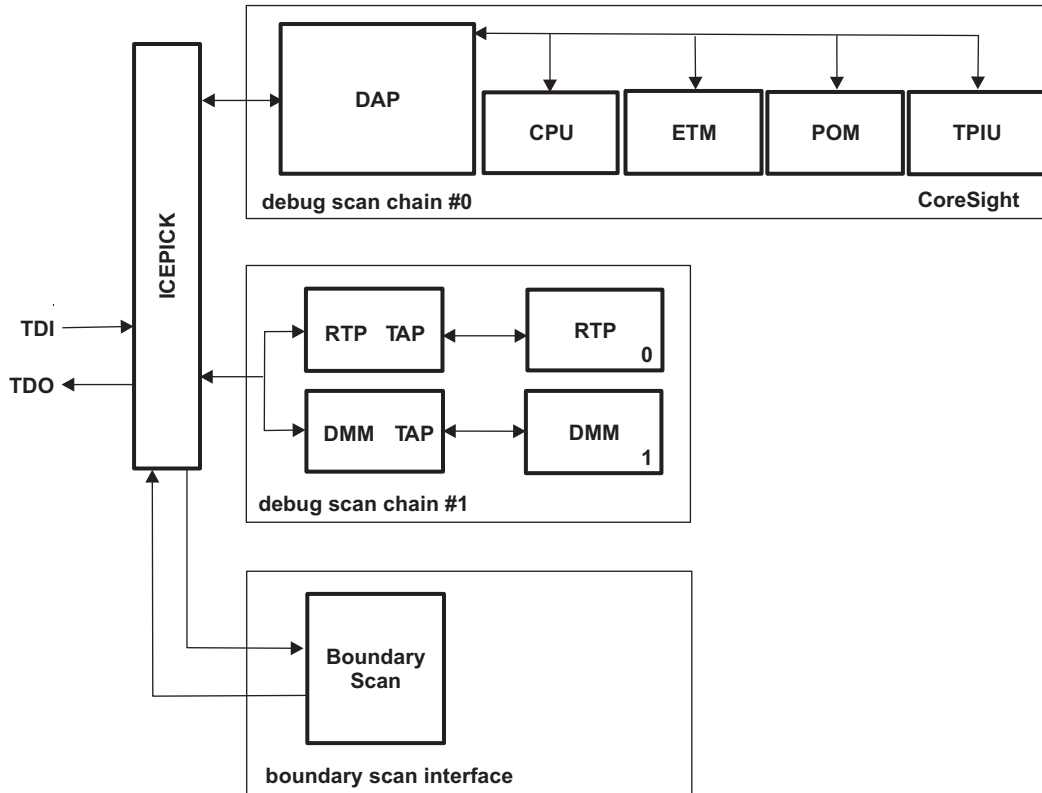 DAP
CPU
ETM
POM
TPIU
debug scan chain #0
CoreSight
ICEPICK
TDI
TDO
RTP TAP
RTP
0
DMM TAP
DMM
1
debug scan chain #1
Boundary
Scan
boundary scan interface